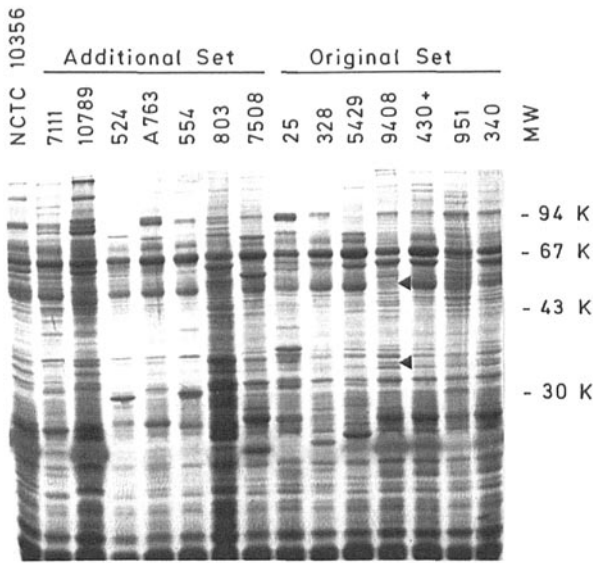 NCTC 10356
Additional Set
Original Set
7111
10789
524
A763
554
803
7508
25
328
5429
9408
430+
951
340
MW
- 94 K
- 67 K
- 43 K
- 30 K